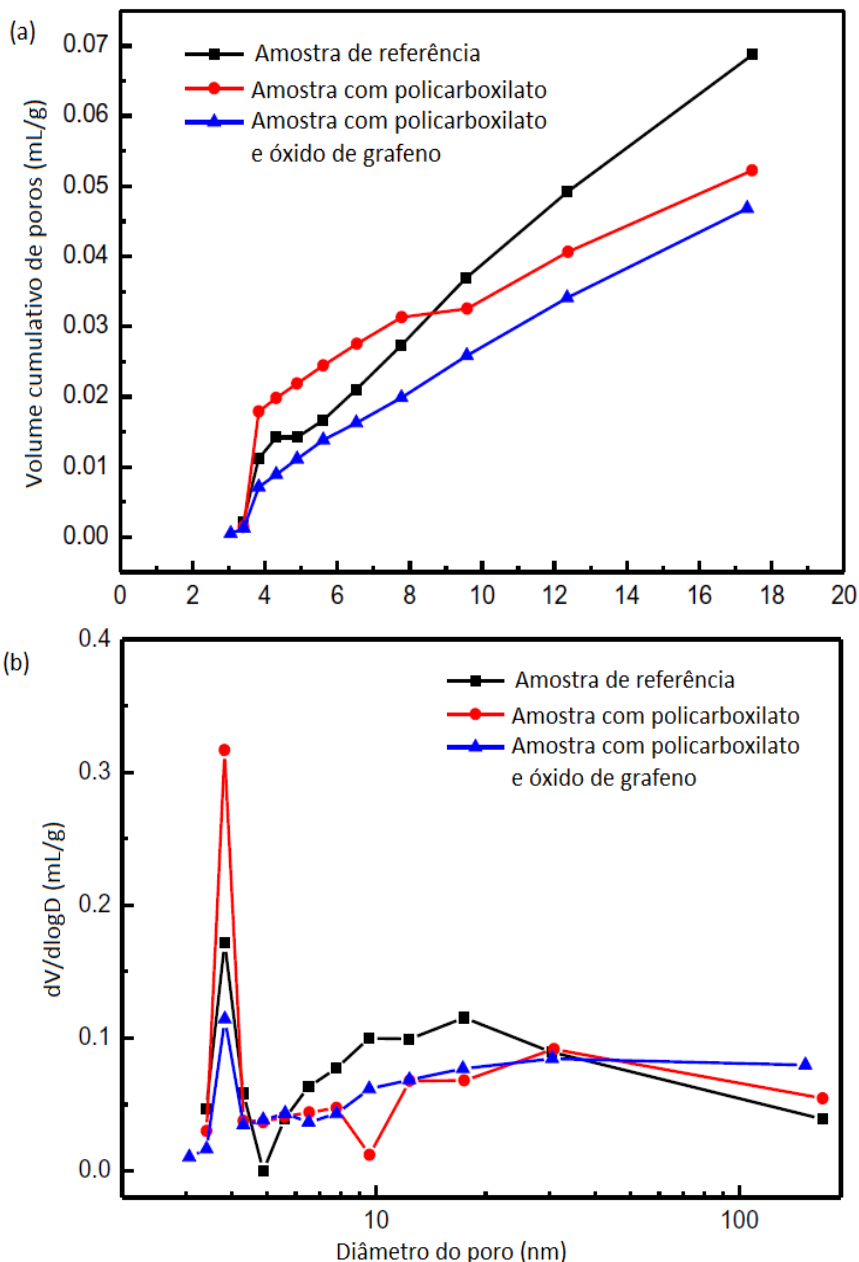 (a)
Amostra de referência
Amostra com policarboxilato
Amostra com policarboxilato
e óxido de grafeno
Volume cumulativo de poros (mL/g)
0.07
0.06
0.05
0.04
0.03
0.02
0.01
0.00
0 2 4 6 8 10 12 14 16 18 20
(b)
Amostra de referência
Amostra com policarboxilato
Amostra com policarboxilato
e óxido de grafeno
dV/dlogD (mL/g)
0.4
0.3
0.2
0.1
0.0
10 100
Diâmetro do poro (nm)